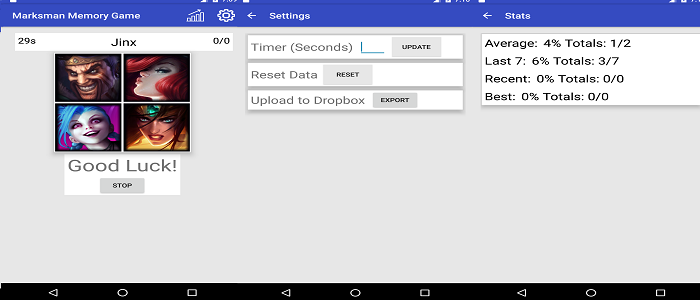 Marksman Memory Game
29s Jinx 0/0
Good Luck!
STOP
Settings
Timer (Seconds) UPDATE
Reset Data RESET
Upload to Dropbox EXPORT
Stats
Average: 4% Totals: 1/2
Last 7: 6% Totals: 3/7
Recent: 0% Totals: 0/0
Best: 0% Totals: 0/0